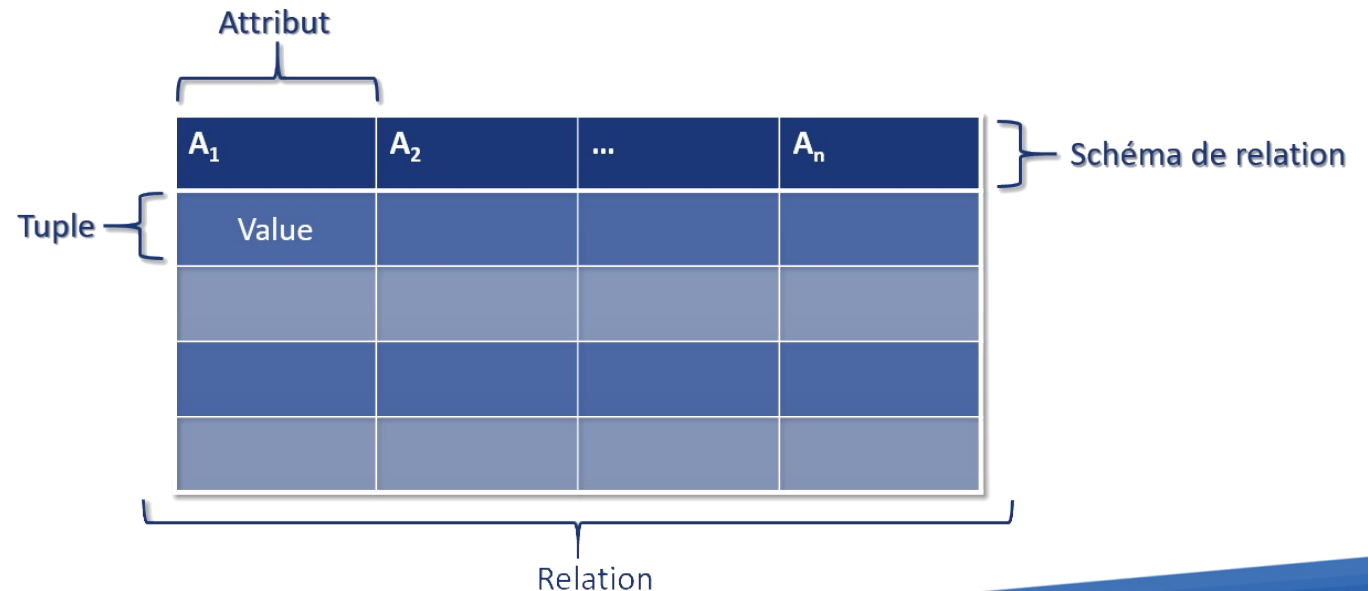 Attribut
A₁ A₂ ... Aₙ
Schéma de relation
Tuple
Value
Relation